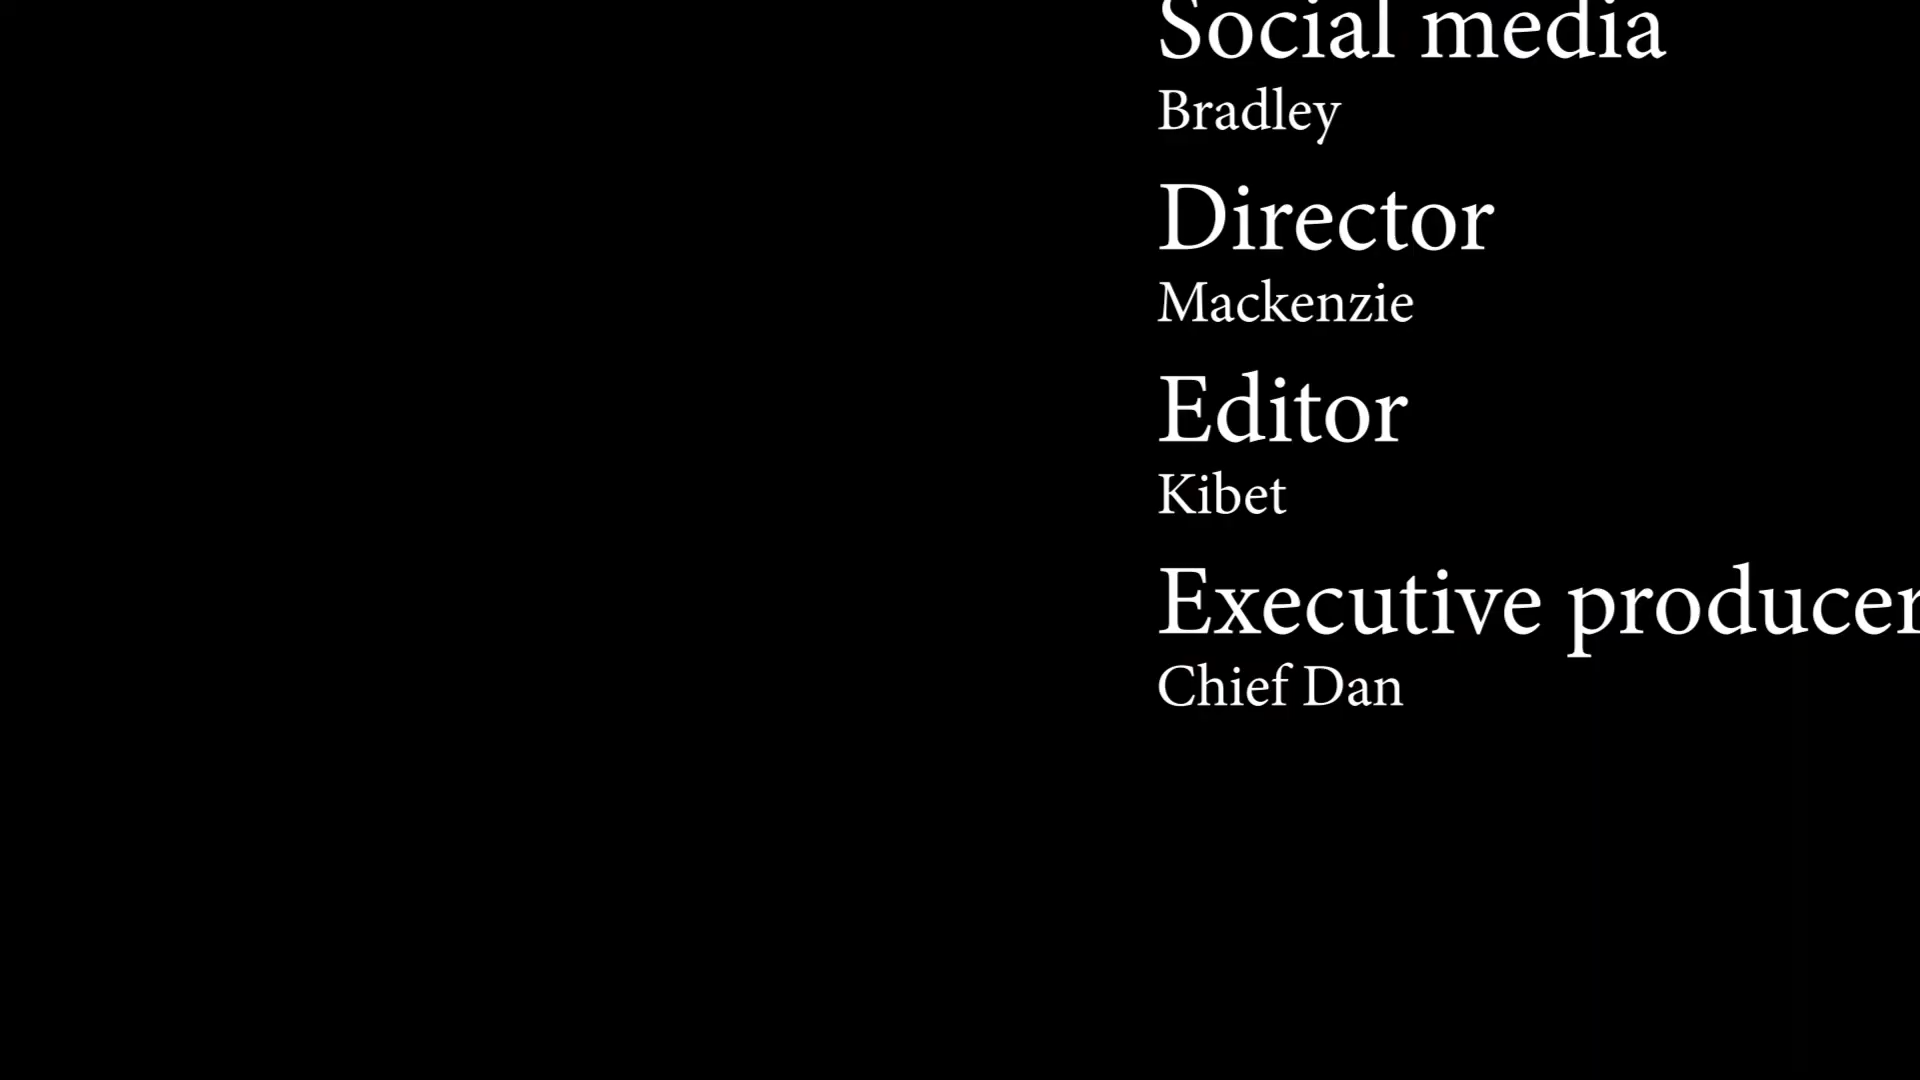 Social media
Bradley
Director
Mackenzie
Editor
Kibet
Executive producer
Chief Dan